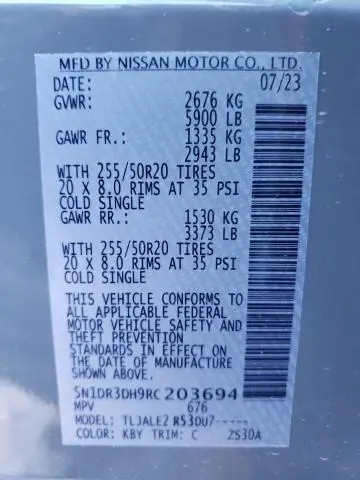 MFD BY NISSAN MOTOR CO., LTD.
DATE: 07/23
GVWR: 2676 KG
5900 LB
GAWR FR.: 1335 KG
2943 LB
WITH 255/50R20 TIRES
20 X 8.0 RIMS AT 35 PSI
COLD SINGLE
GAWR RR.: 1530 KG
3373 LB
WITH 255/50R20 TIRES
20 X 8.0 RIMS AT 35 PSI
COLD SINGLE
THIS VEHICLE CONFORMS TO
ALL APPLICABLE FEDERAL
MOTOR VEHICLE SAFETY AND
THEFT PREVENTION
STANDARDS IN EFFECT ON
THE DATE OF MANUFACTURE
SHOWN ABOVE.
5N1DR3DH9RC203694
MPV 676
MODEL: TLJALE2 R53DU7-----
COLOR: KBY TRIM: C 2S30A